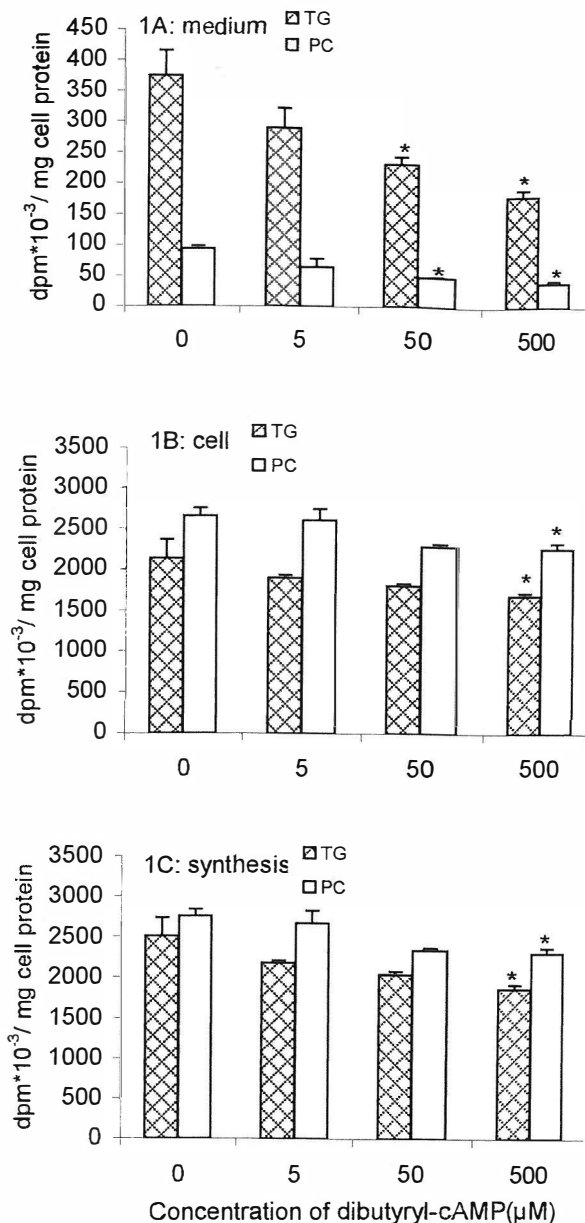 1A: medium
TG
PC
dpm*10⁻³/ mg cell protein
450
400
350
300
250
200
150
100
50
0
*
*
*
*
0 5 50 500
1B: cell
TG
PC
dpm*10⁻³/ mg cell protein
3500
3000
2500
2000
1500
1000
500
0
*
*
0 5 50 500
1C: synthesis
TG
PC
dpm*10⁻³/ mg cell protein
3500
3000
2500
2000
1500
1000
500
0
*
*
0 5 50 500
Concentration of dibutyryl-cAMP(µM)